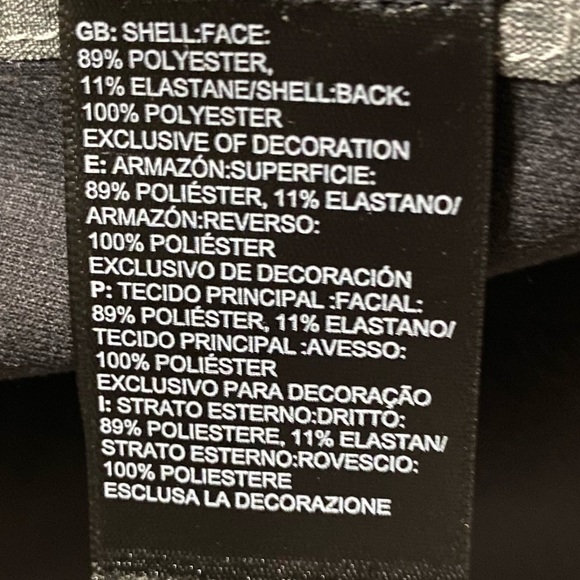 GB: SHELL:FACE:
89% POLYESTER,
11% ELASTANE/SHELL:BACK:
100% POLYESTER
EXCLUSIVE OF DECORATION
E: ARMAZÓN:SUPERFICIE:
89% POLIÉSTER, 11% ELASTANO/
ARMAZÓN:REVERSO:
100% POLIÉSTER
EXCLUSIVO DE DECORACIÓN
P: TECIDO PRINCIPAL :FACIAL:
89% POLIÉSTER, 11% ELASTANO/
TECIDO PRINCIPAL :AVESSO:
100% POLIÉSTER
EXCLUSIVO PARA DECORAÇÃO
I: STRATO ESTERNO:DRITTO:
89% POLIESTERE, 11% ELASTAN/
STRATO ESTERNO:ROVESCIO:
100% POLIESTERE
ESCLUSA LA DECORAZIONE